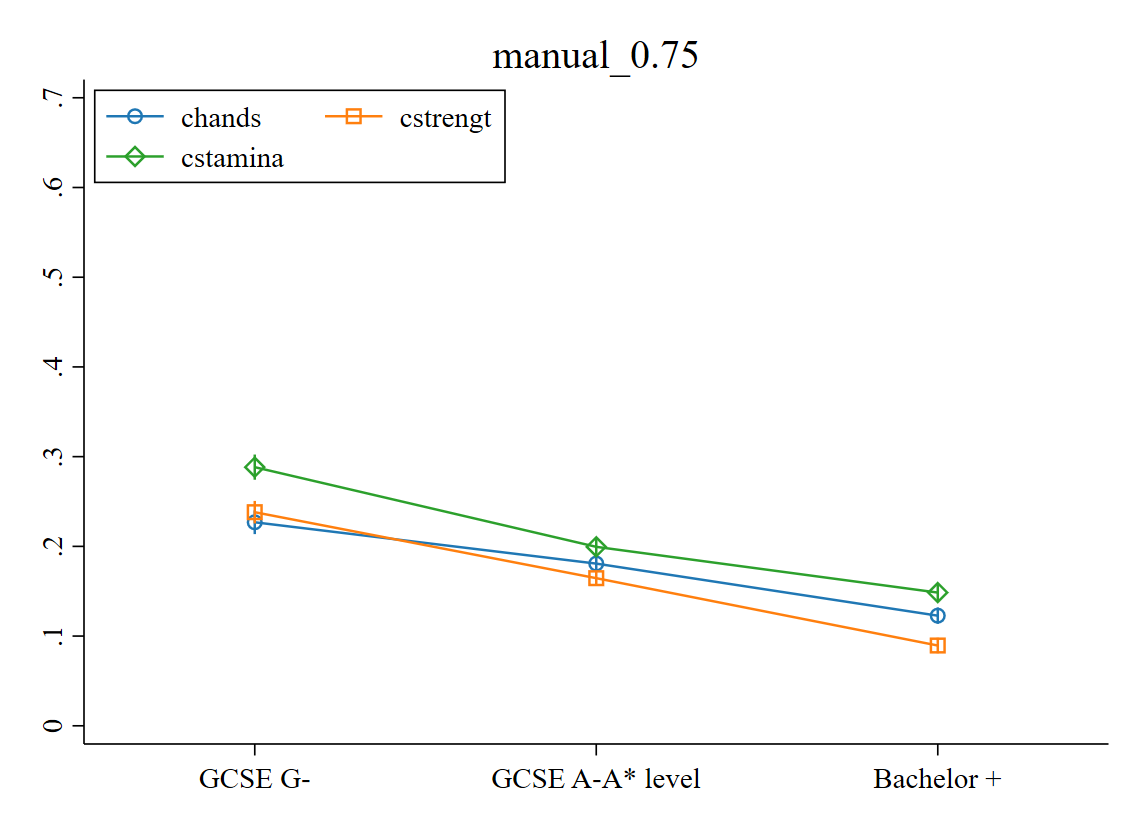 manual_0.75
chands cstrengt
cstamina
.7
.6
.5
.4
.3
.2
.1
0
GCSE G- GCSE A-A* level Bachelor +